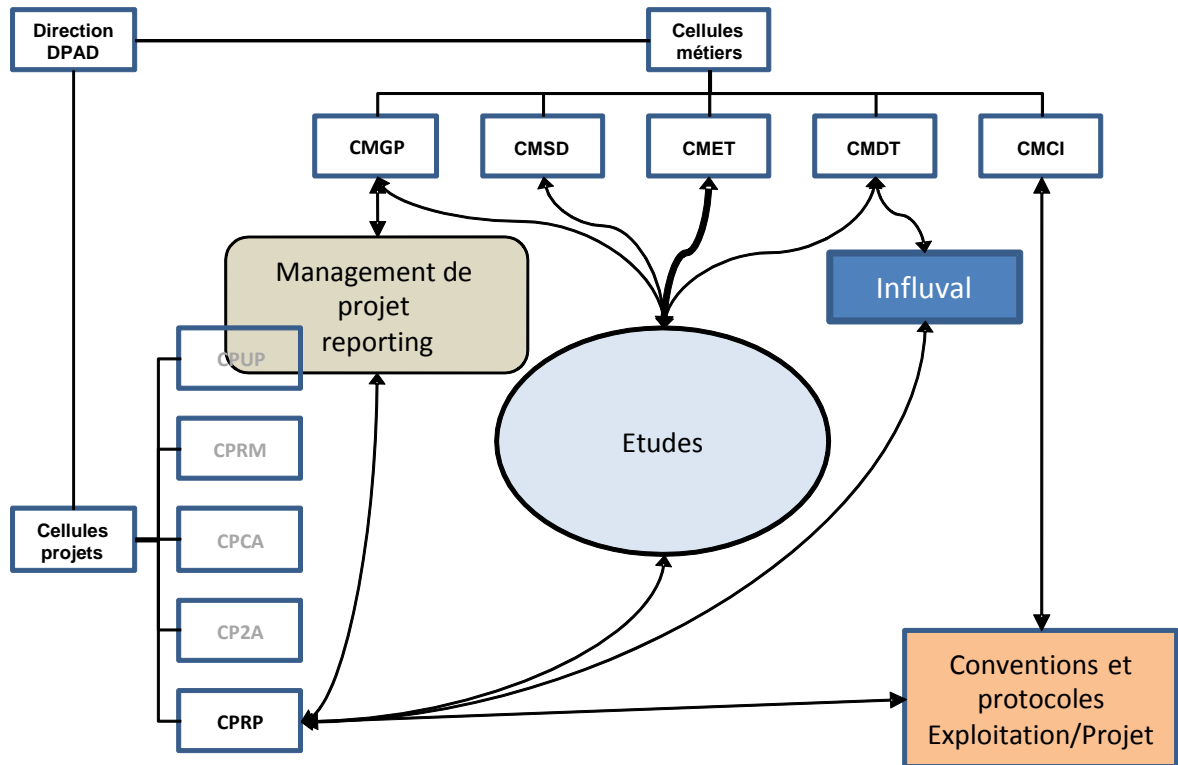 Direction
DPAD
Cellules
métiers
CMGP
CMSD
CMET
CMDT
CMCI
Management de
projet
reporting
Influval
CPUP
CPRM
Etudes
Cellules
projets
CPCA
CP2A
CPRP
Conventions et
protocoles
Exploitation/Projet